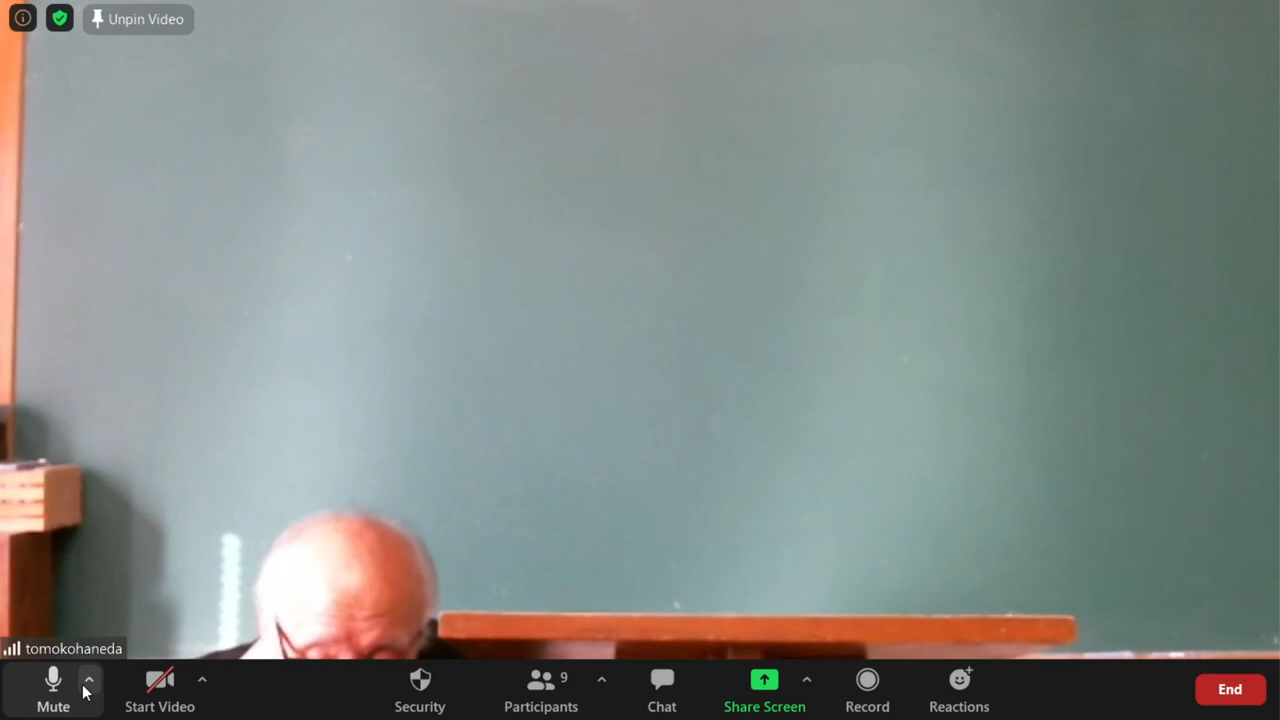 Unpin Video
tomokohaneda
Mute
Start Video
Security
Participants
9
Chat
Share Screen
Record
Reactions
End